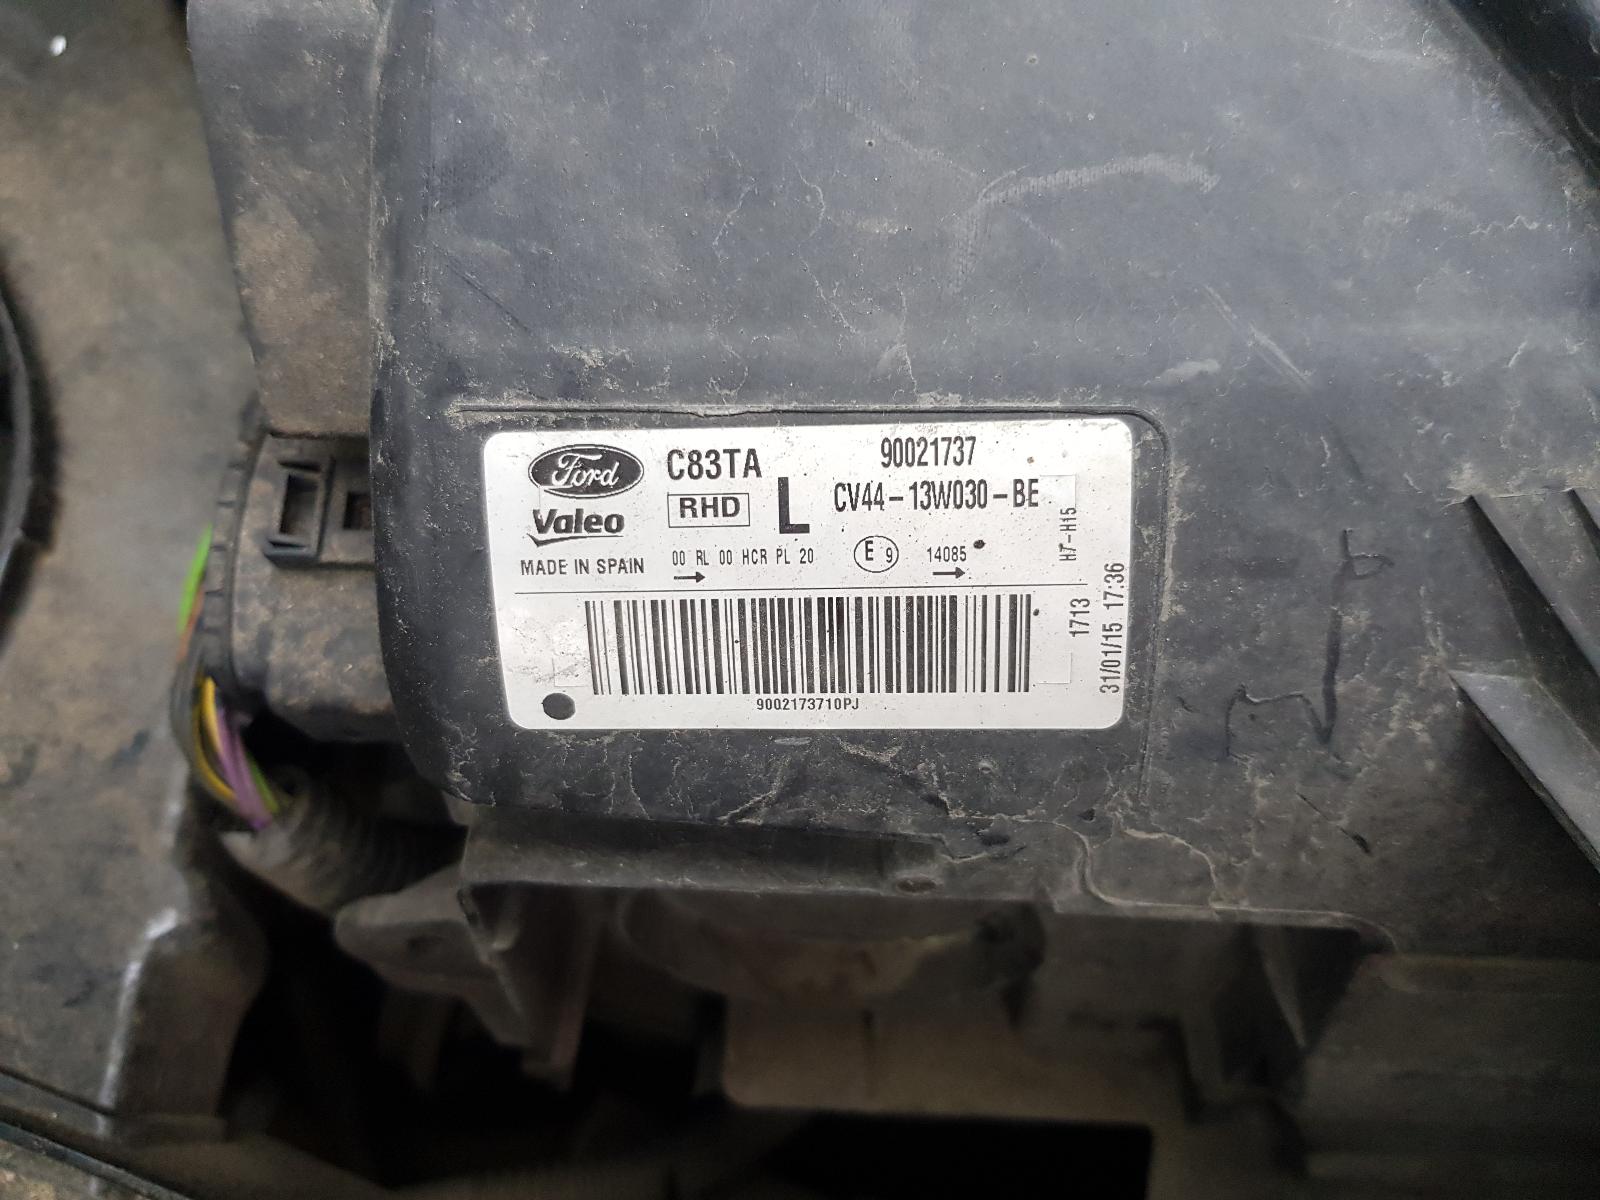 Ford
C83TA
90021737
Valeo
RHD
L
CV44-13W030-BE
MADE IN SPAIN
00 RL 00 HCR PL 20
E 9
14085
H7-H15
1713
31/01/15 17:36
9002173710PJ